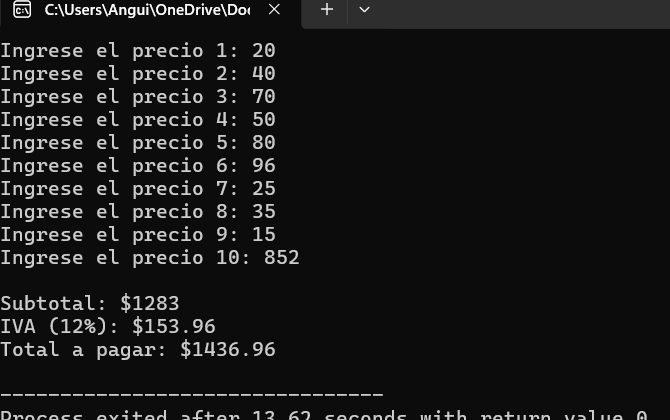 C:\Users\Angui\OneDrive\Doc
Ingrese el precio 1: 20
Ingrese el precio 2: 40
Ingrese el precio 3: 70
Ingrese el precio 4: 50
Ingrese el precio 5: 80
Ingrese el precio 6: 96
Ingrese el precio 7: 25
Ingrese el precio 8: 35
Ingrese el precio 9: 15
Ingrese el precio 10: 852
Subtotal: $1283
IVA (12%): $153.96
Total a pagar: $1436.96
--------------------------------
Process exited after 13.62 seconds with return value 0